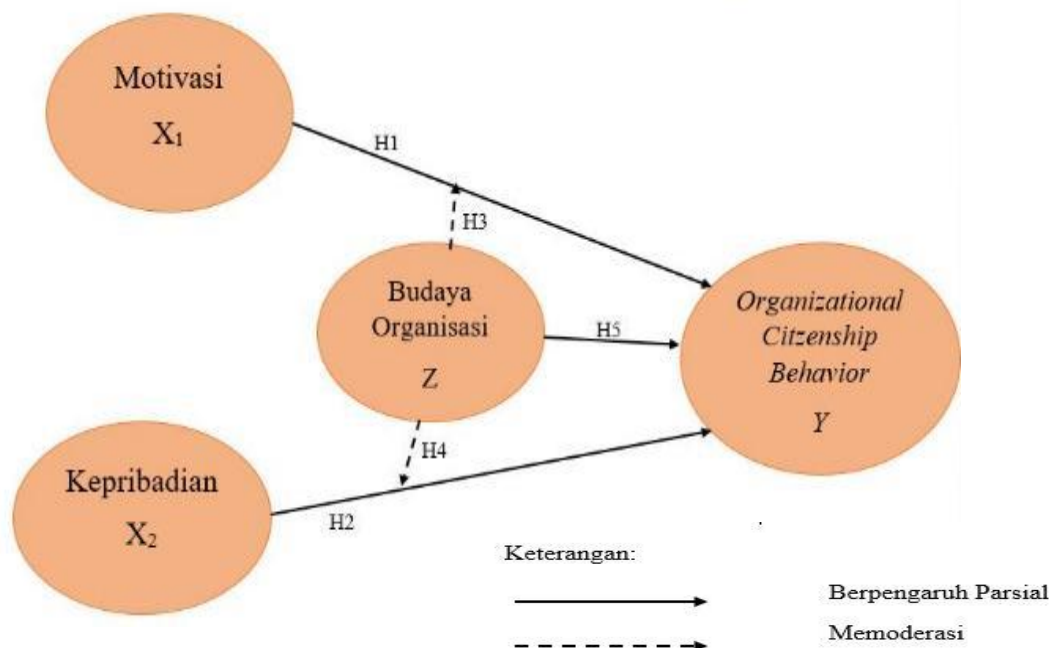 Motivasi
X₁
H1
H3
Budaya
Organisasi
Z
H5
Organizational
Citzenship
Behavior
Y
H4
Kepribadian
X₂
H2
Keterangan:
Berpengaruh Parsial
Memoderasi